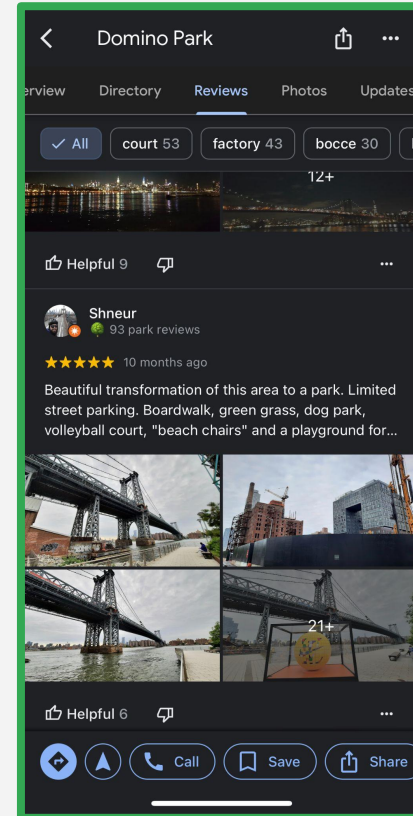 Domino Park
erview Directory Reviews Photos Updates
All court 53 factory 43 bocce 30
12+
Helpful 9
Shneur
93 park reviews
10 months ago
Beautiful transformation of this area to a park. Limited
street parking. Boardwalk, green grass, dog park,
volleyball court, "beach chairs" and a playground for...
21+
Helpful 6
Call Save Share